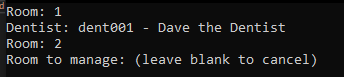 Room: 1
Dentist: dent001 - Dave the Dentist
Room: 2
Room to manage: (leave blank to cancel)